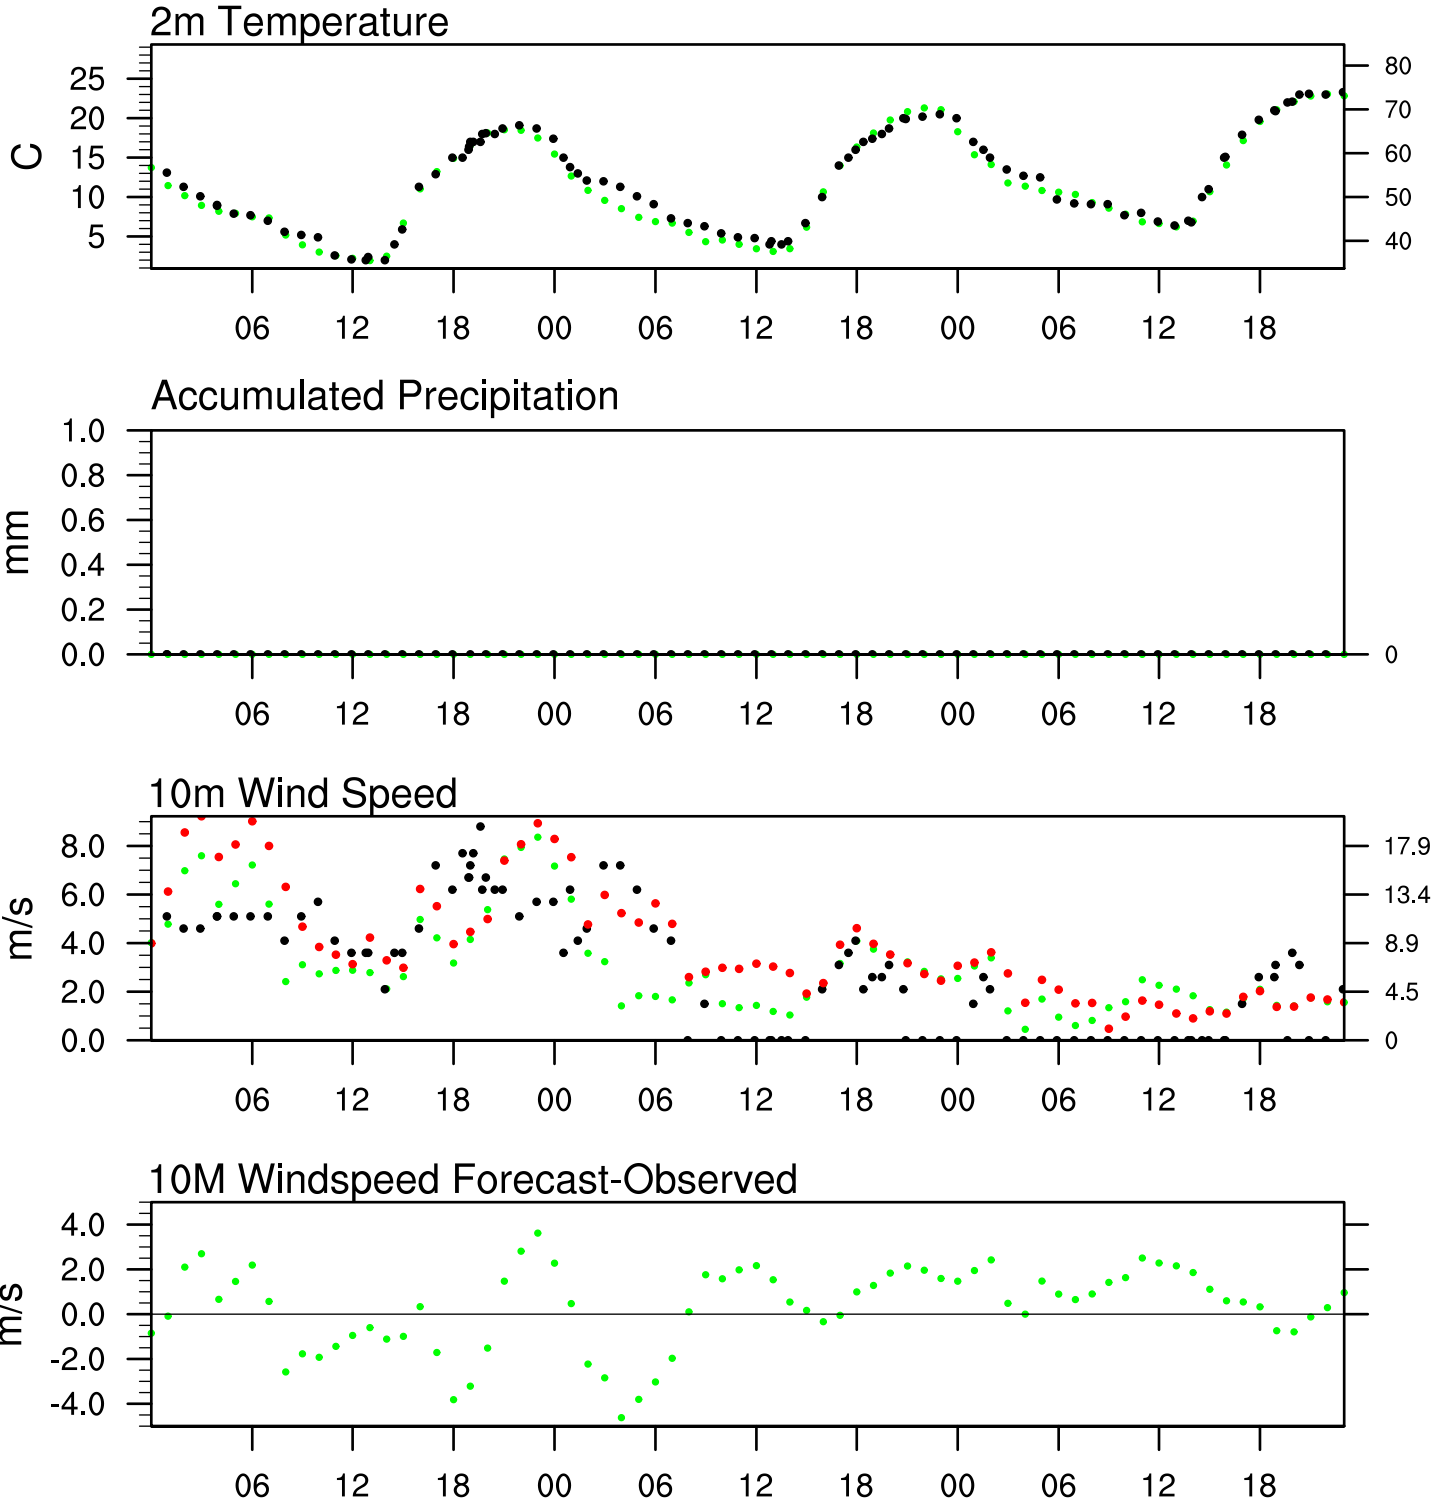 2m Temperature
C
25
20
15
10
5
80
70
60
50
40
06 12 18 00 06 12 18 00 06 12 18
Accumulated Precipitation
mm
1.0
0.8
0.6
0.4
0.2
0.0
0
06 12 18 00 06 12 18 00 06 12 18
10m Wind Speed
m/s
8.0
6.0
4.0
2.0
0.0
17.9
13.4
8.9
4.5
0
06 12 18 00 06 12 18 00 06 12 18
10M Windspeed Forecast-Observed
m/s
4.0
2.0
0.0
-2.0
-4.0
06 12 18 00 06 12 18 00 06 12 18